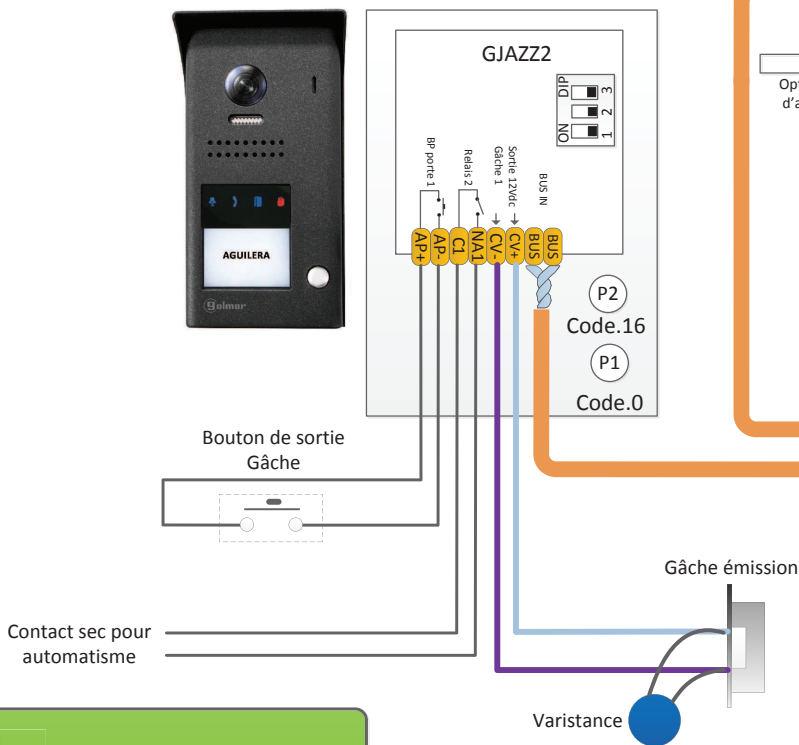 GJAZZ2
DIP
ON
1 2 3
BP porte 1
Relais 2
Gâche 1
Sortie 12Vdc
BUS IN
AP+
AP-
C1
NA1
CV-
CV+
BUS
BUS
P2
Code.16
P1
Code.0
AGUILERA
Golmar
Bouton de sortie
Gâche
Contact sec pour
automatisme
Gâche émission
Varistance